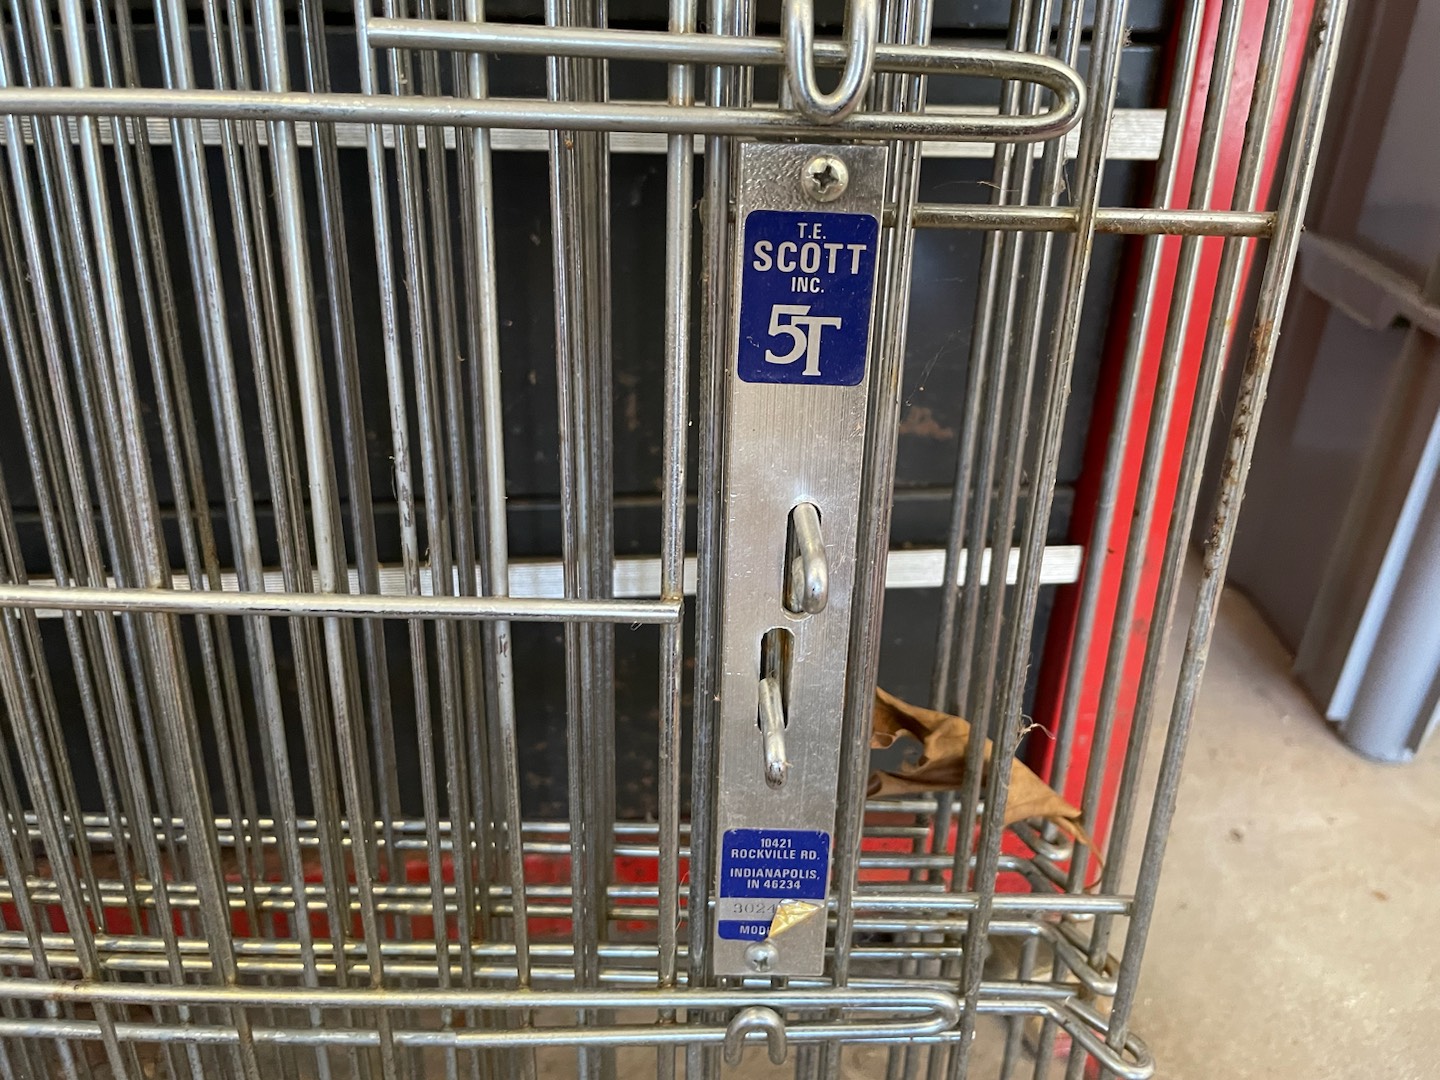 T.E.
SCOTT
INC.
5T
10421
ROCKVILLE RD.
INDIANAPOLIS,
IN 46234